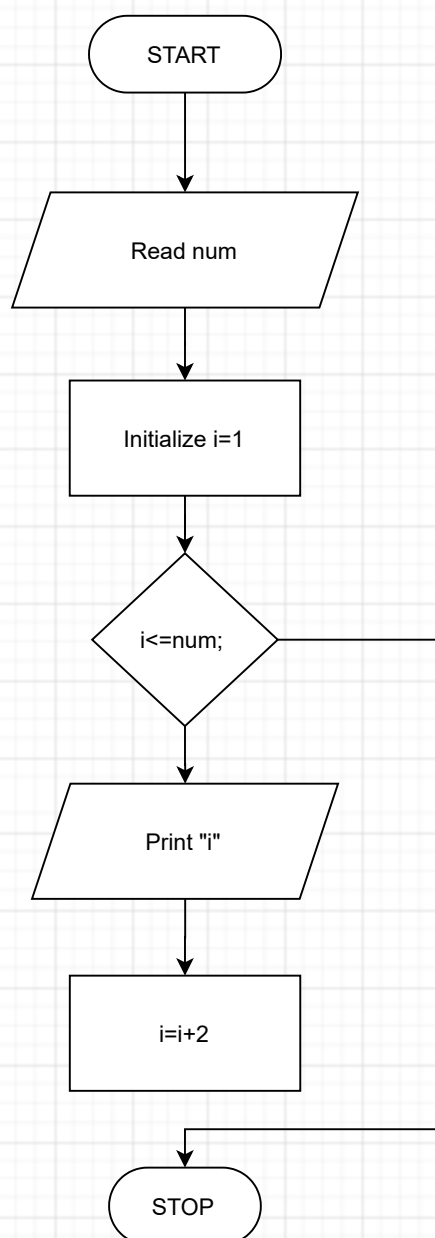 START
Read num
Initialize i=1
i<=num;
Print "i"
i=i+2
STOP